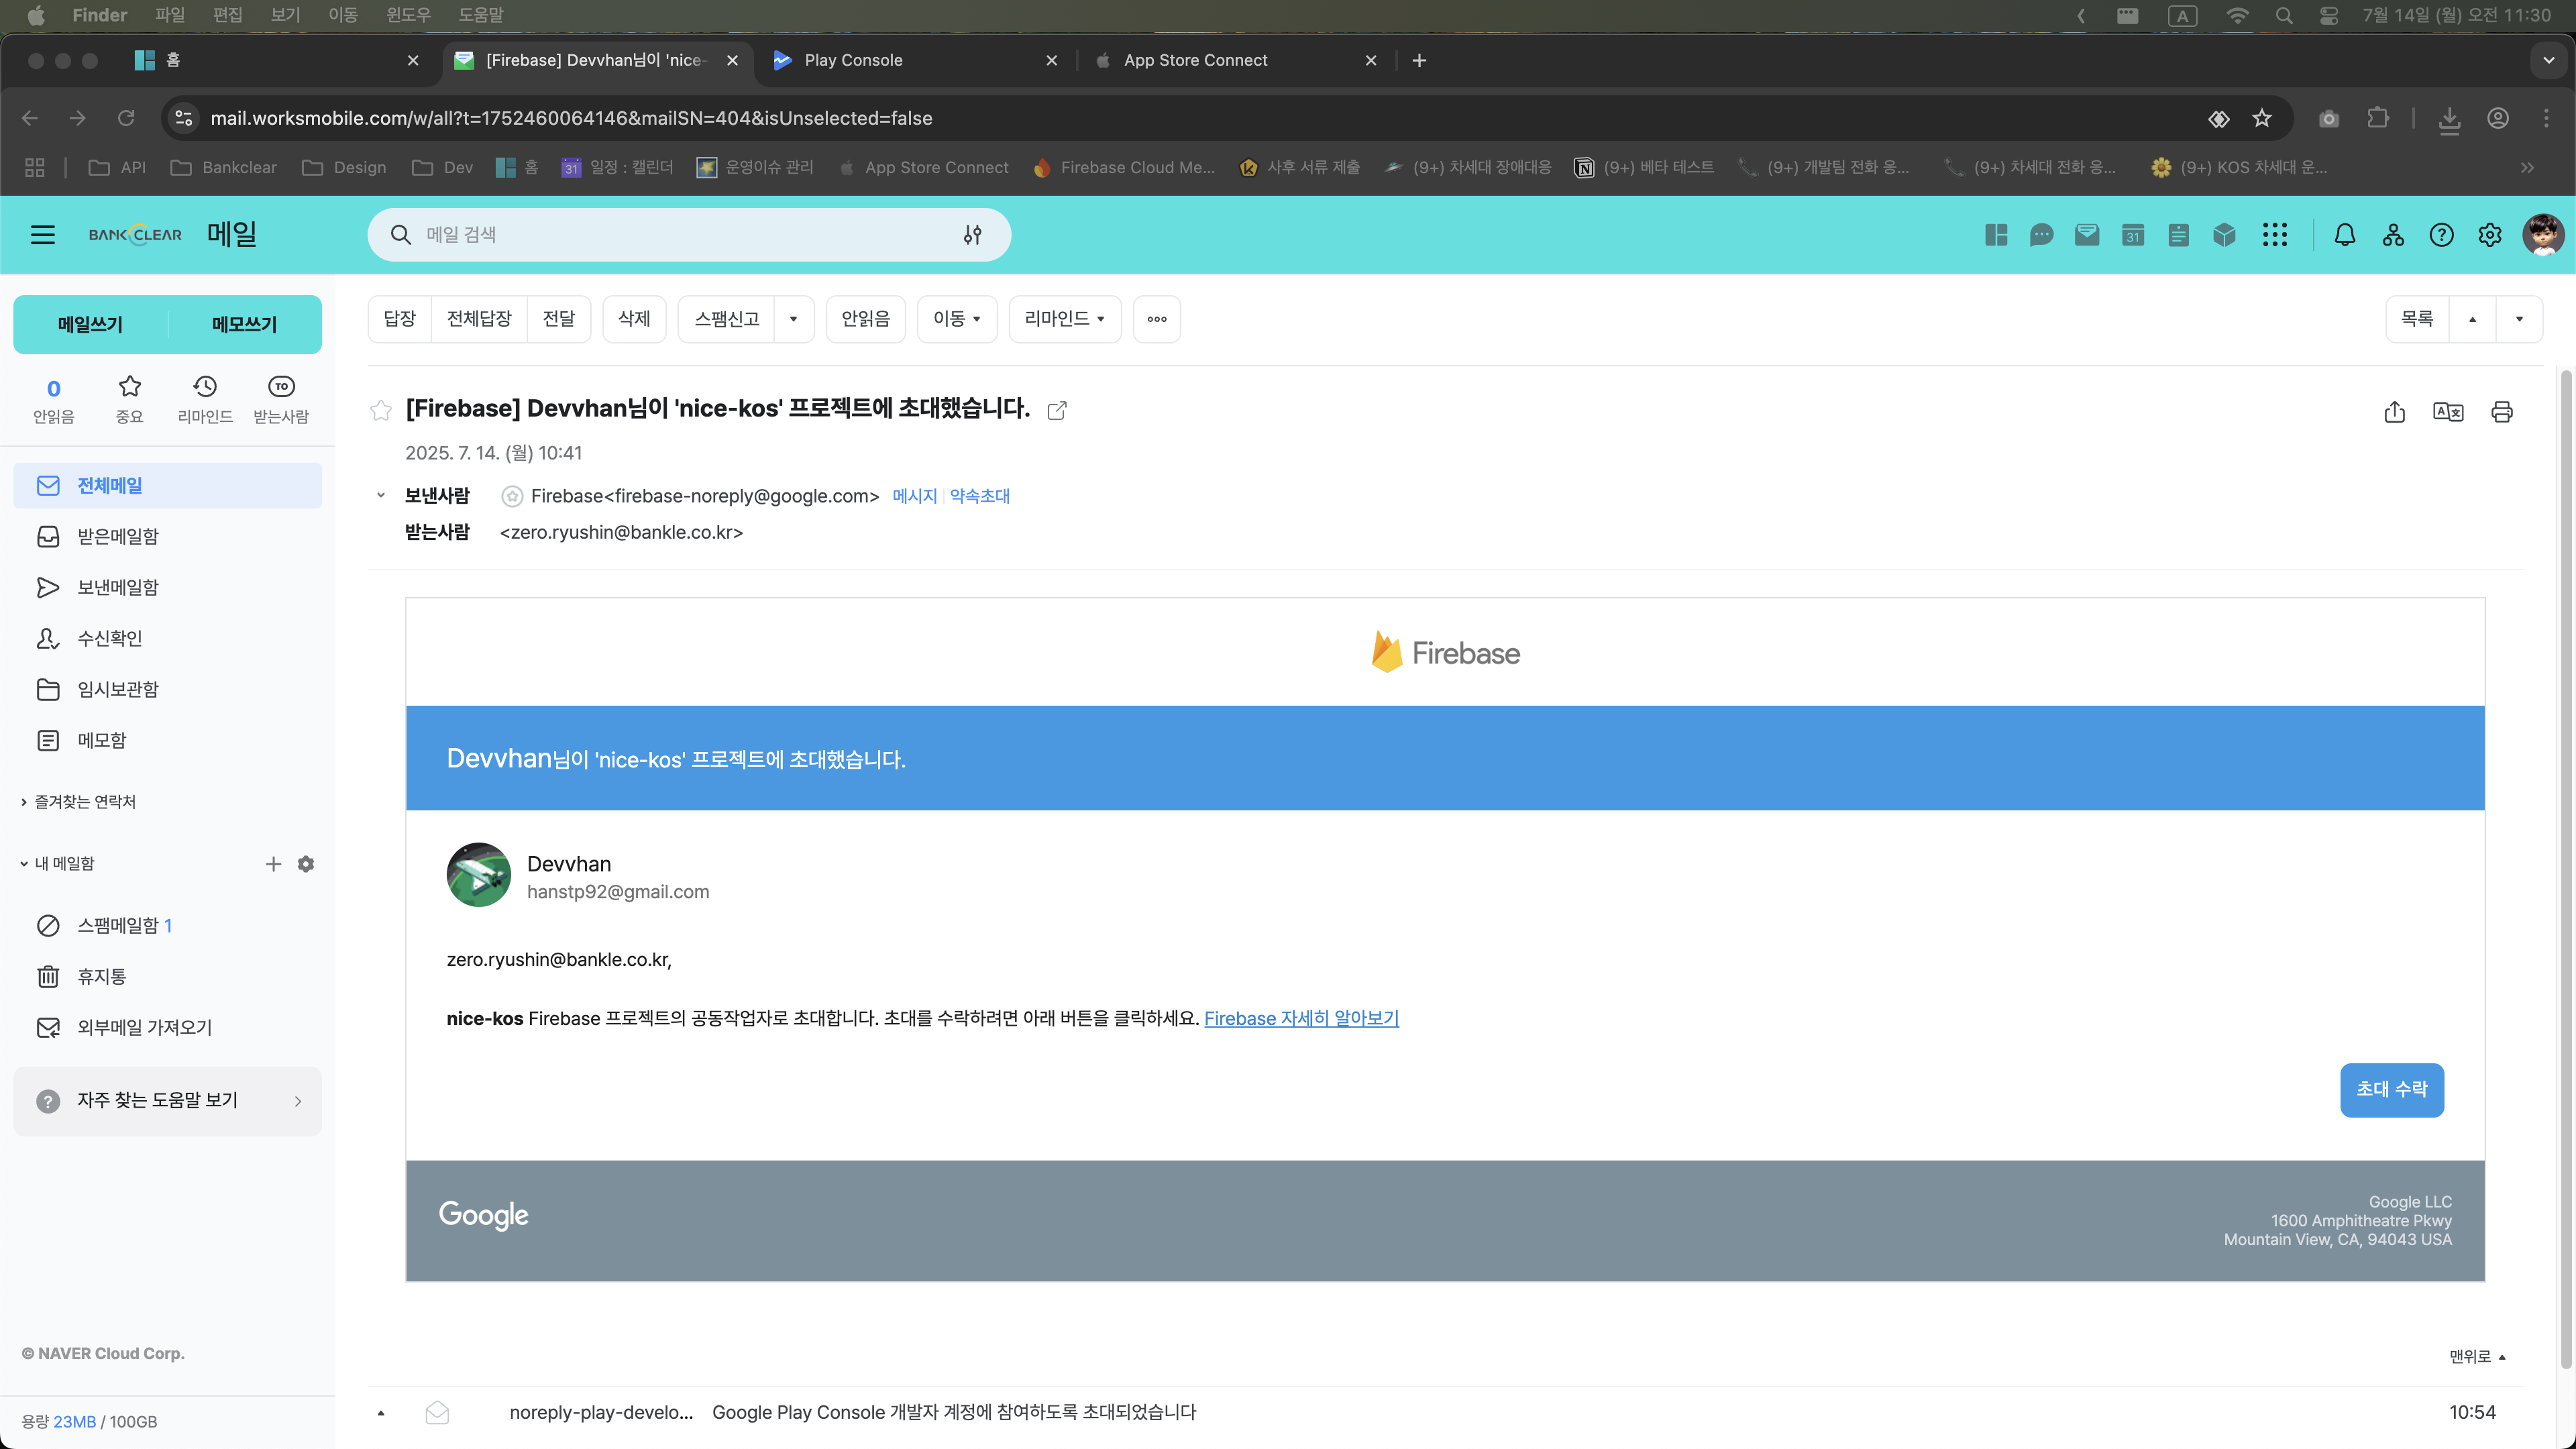 Finder 파일 편집 보기 이동 윈도우 도움말
A 7월 14일 (월) 오전 11:30
홈
[Firebase] Devvhan님이 'nice-
Play Console
App Store Connect
mail.worksmobile.com/w/all?t=1752460064146&mailSN=404&isUnselected=false
API Bankclear Design Dev 홈 31 일정 : 캘린더 운영이슈 관리 App Store Connect Firebase Cloud Me... 사후 서류 제출 (9+) 차세대 장애대응 (9+) 베타 테스트 (9+) 개발팀 전화 응... (9+) 차세대 전화 응... (9+) KOS 차세대 운...
BANKCLEAR 메일
메일 검색
31
메일쓰기 메모쓰기
답장 전체답장 전달 삭제 스팸신고 안읽음 이동 리마인드
목록
0 TO
안읽음 중요 리마인드 받는사람
전체메일
받은메일함
보낸메일함
수신확인
임시보관함
메모함
즐겨찾는 연락처
내 메일함
스팸메일함 1
휴지통
외부메일 가져오기
자주 찾는 도움말 보기
© NAVER Cloud Corp.
용량 23MB / 100GB
[Firebase] Devvhan님이 'nice-kos' 프로젝트에 초대했습니다.
2025. 7. 14. (월) 10:41
보낸사람 Firebase<firebase-noreply@google.com> 메시지 약속초대
받는사람 <zero.ryushin@bankle.co.kr>
Firebase
Devvhan님이 'nice-kos' 프로젝트에 초대했습니다.
Devvhan
hanstp92@gmail.com
zero.ryushin@bankle.co.kr,
nice-kos Firebase 프로젝트의 공동작업자로 초대합니다. 초대를 수락하려면 아래 버튼을 클릭하세요. Firebase 자세히 알아보기
초대 수락
Google
Google LLC
1600 Amphitheatre Pkwy
Mountain View, CA, 94043 USA
맨위로
noreply-play-develo... Google Play Console 개발자 계정에 참여하도록 초대되었습니다 10:54